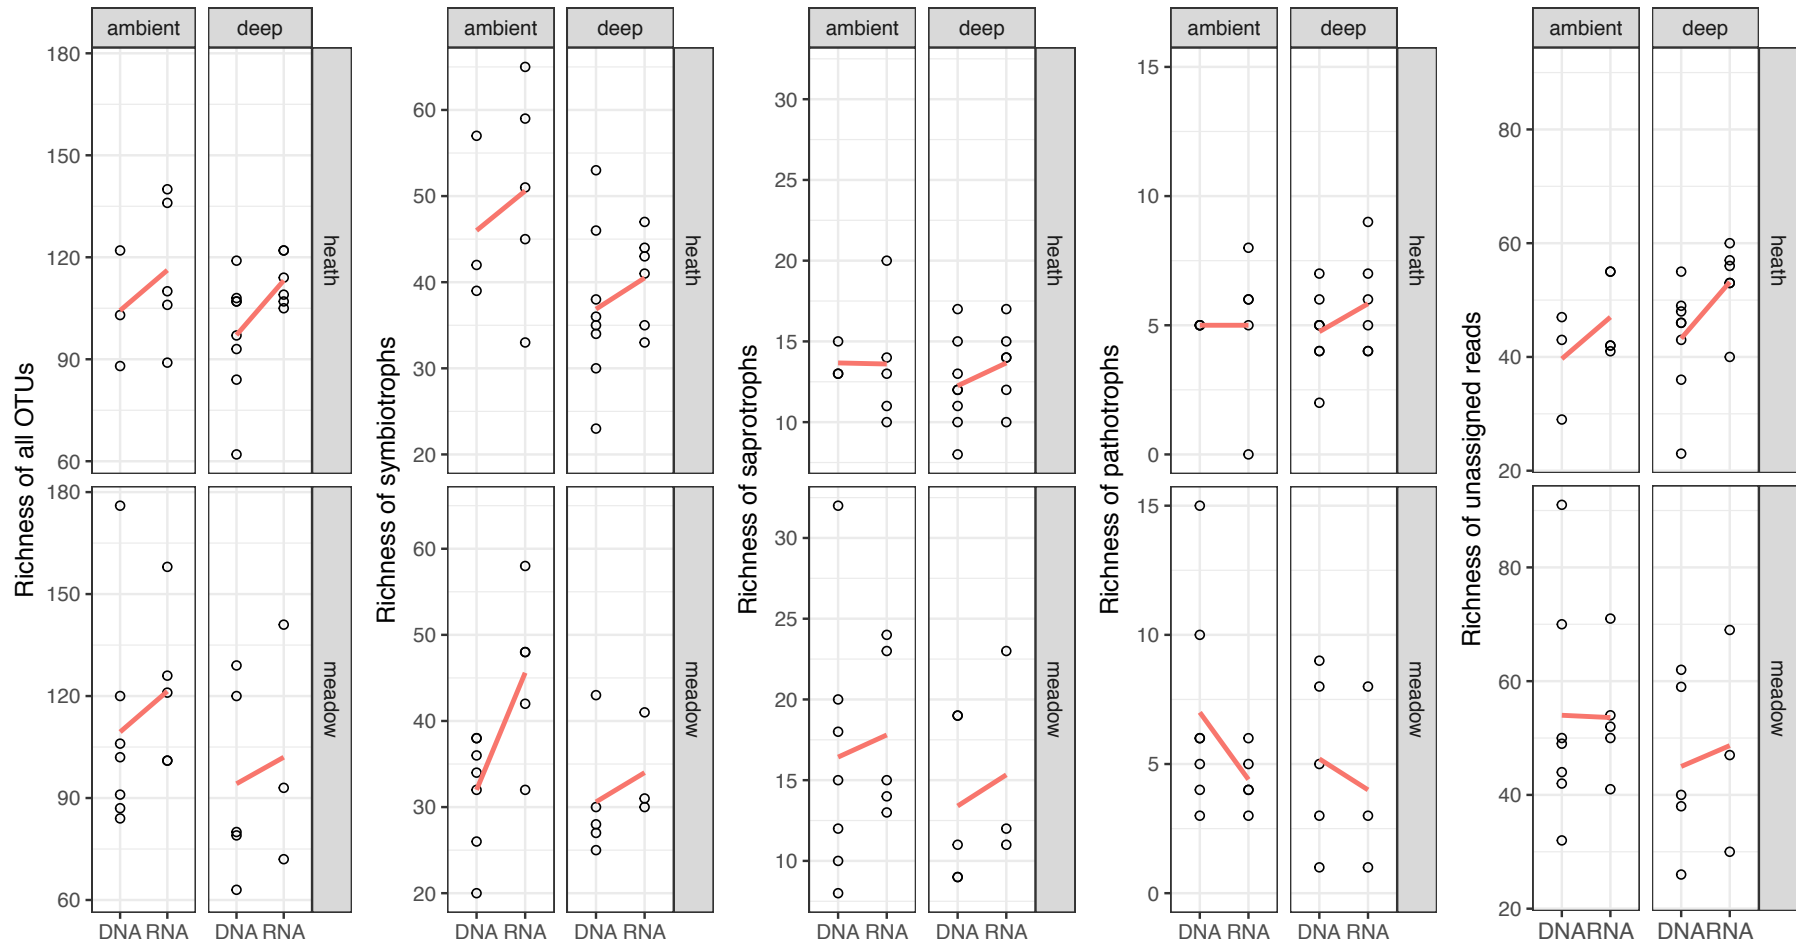 Richness of all OTUs
ambient
deep
180
150
120
90
60
heath
180
150
120
90
60
meadow
DNA RNA
DNA RNA
Richness of symbiotrophs
ambient
deep
60
50
40
30
20
heath
60
50
40
30
20
meadow
DNA RNA
DNA RNA
Richness of saprotrophs
ambient
deep
30
25
20
15
10
heath
30
25
20
15
10
meadow
DNA RNA
DNA RNA
Richness of pathotrophs
ambient
deep
15
10
5
0
heath
15
10
5
0
meadow
DNA RNA
DNA RNA
Richness of unassigned reads
ambient
deep
80
60
40
20
heath
80
60
40
20
meadow
DNARNA
DNARNA